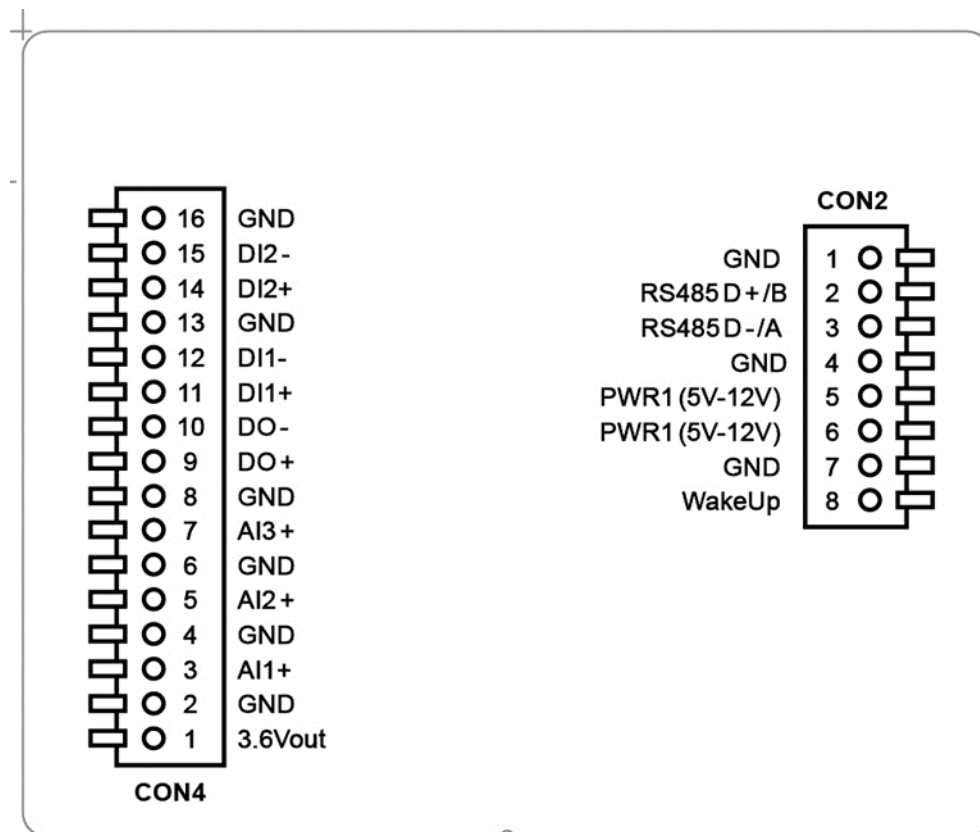 16 GND
15 DI2-
14 DI2+
13 GND
12 DI1-
11 DI1+
10 DO-
9 DO+
8 GND
7 AI3+
6 GND
5 AI2+
4 GND
3 AI1+
2 GND
1 3.6Vout
CON4
CON2
GND 1
RS485 D+/B 2
RS485 D-/A 3
GND 4
PWR1 (5V-12V) 5
PWR1 (5V-12V) 6
GND 7
WakeUp 8